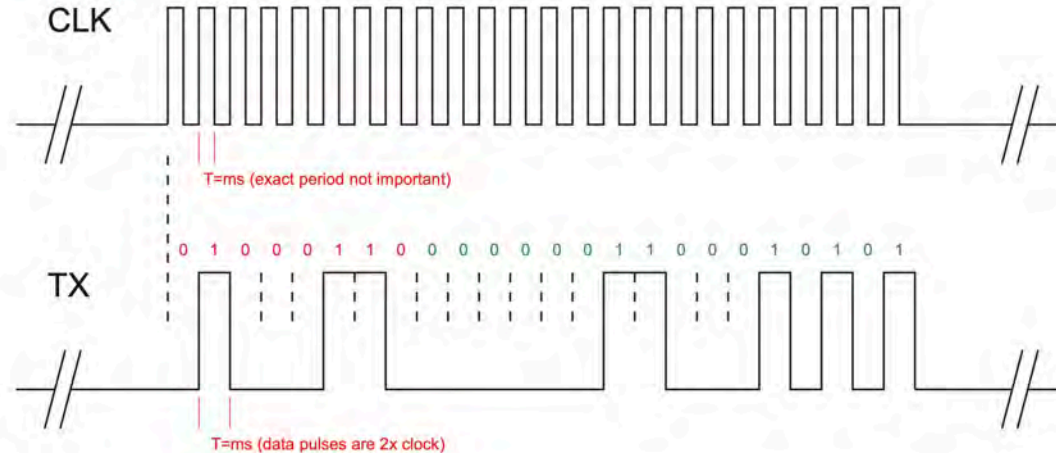 CLK
T=ms (exact period not important)
0 1 0 0 0 1 1 0 0 0 0 0 0 0 1 1 0 0 0 1 0 1 0 1
TX
T=ms (data pulses are 2x clock)